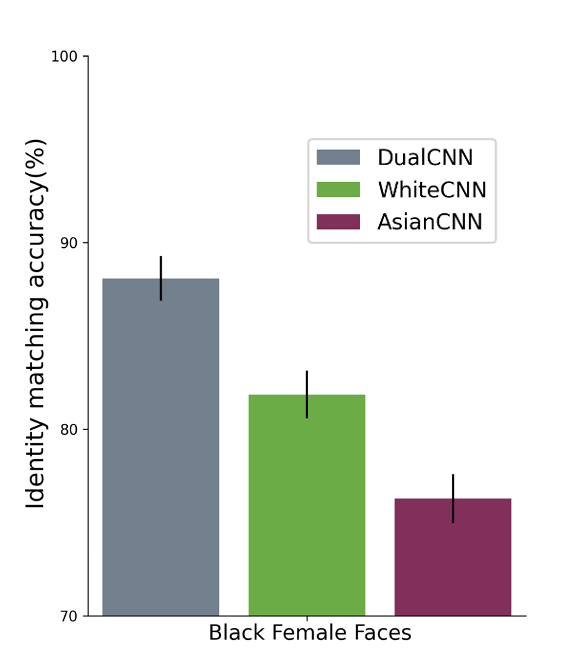 100
90
80
70
Identity matching accuracy(%)
DualCNN
WhiteCNN
AsianCNN
Black Female Faces